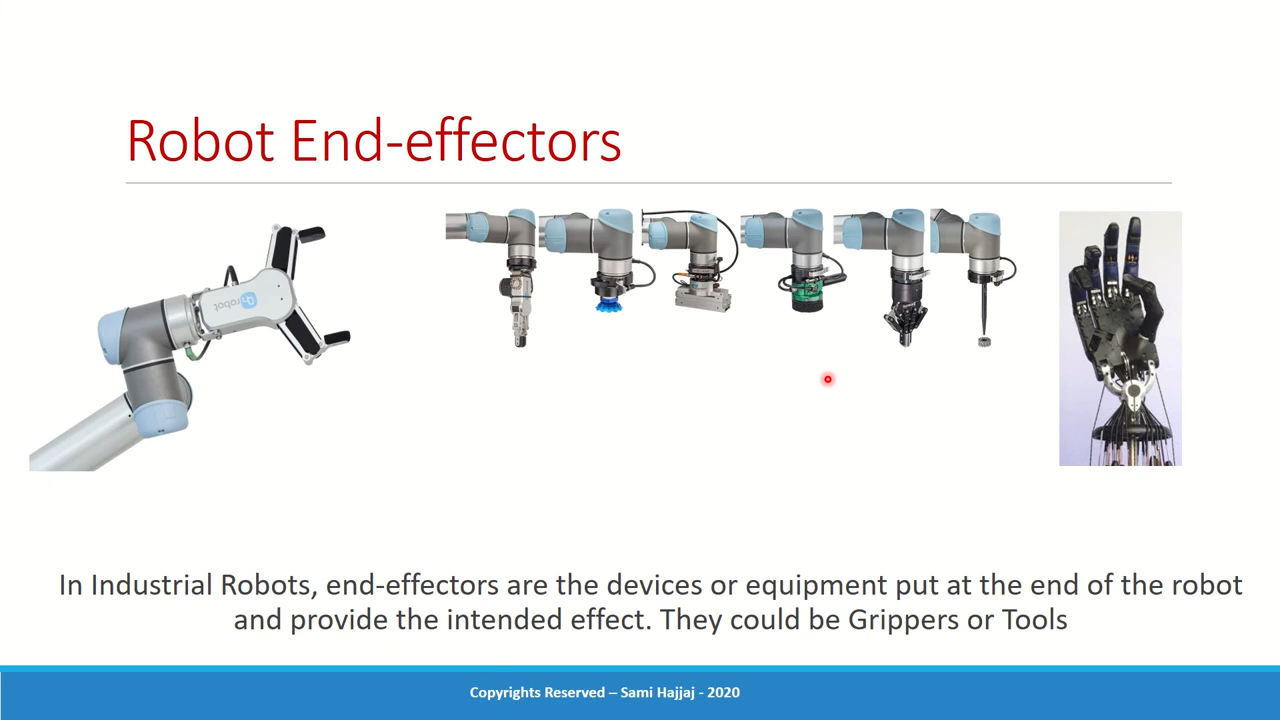 Robot End-effectors
robot
In Industrial Robots, end-effectors are the devices or equipment put at the end of the robot
and provide the intended effect. They could be Grippers or Tools
Copyrights Reserved – Sami Hajjaj - 2020